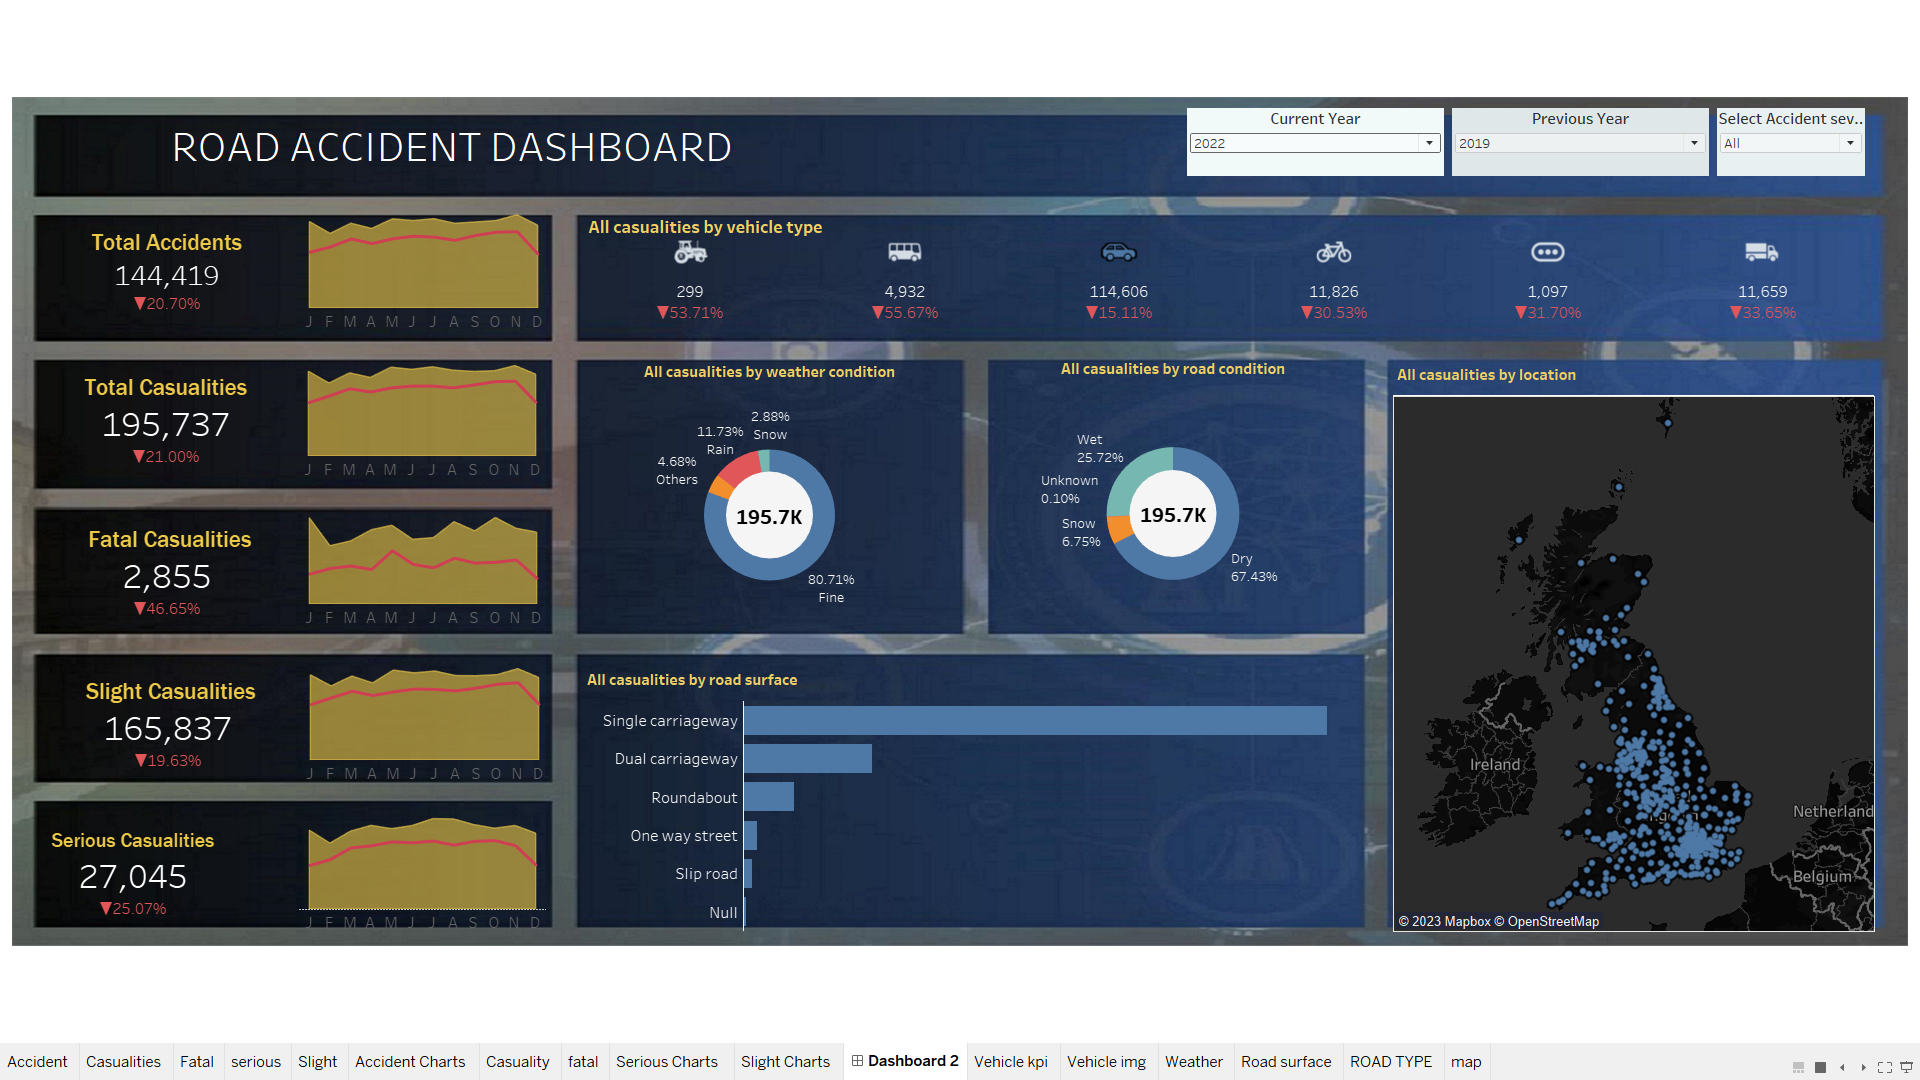 ROAD ACCIDENT DASHBOARD
Current Year
2022
Previous Year
2019
Select Accident sev..
All
Total Accidents
144,419
▼20.70%
J F M A M J J A S O N D
Total Casualities
195,737
▼21.00%
J F M A M J J A S O N D
Fatal Casualities
2,855
▼46.65%
J F M A M J J A S O N D
Slight Casualities
165,837
▼19.63%
J F M A M J J A S O N D
Serious Casualities
27,045
▼25.07%
J F M A M J J A S O N D
All casualities by vehicle type
299
▼53.71%
4,932
▼55.67%
114,606
▼15.11%
11,826
▼30.53%
1,097
▼31.70%
11,659
▼33.65%
All casualities by weather condition
2.88%
Snow
11.73%
Rain
4.68%
Others
195.7K
80.71%
Fine
All casualities by road condition
Wet
25.72%
Unknown
0.10%
Snow
6.75%
195.7K
Dry
67.43%
All casualities by road surface
Single carriageway
Dual carriageway
Roundabout
One way street
Slip road
Null
All casualities by location
Ireland
Netherland
Belgium
© 2023 Mapbox © OpenStreetMap
Accident Casualities Fatal serious Slight Accident Charts Casuality fatal Serious Charts Slight Charts Dashboard 2 Vehicle kpi Vehicle img Weather Road surface ROAD TYPE map